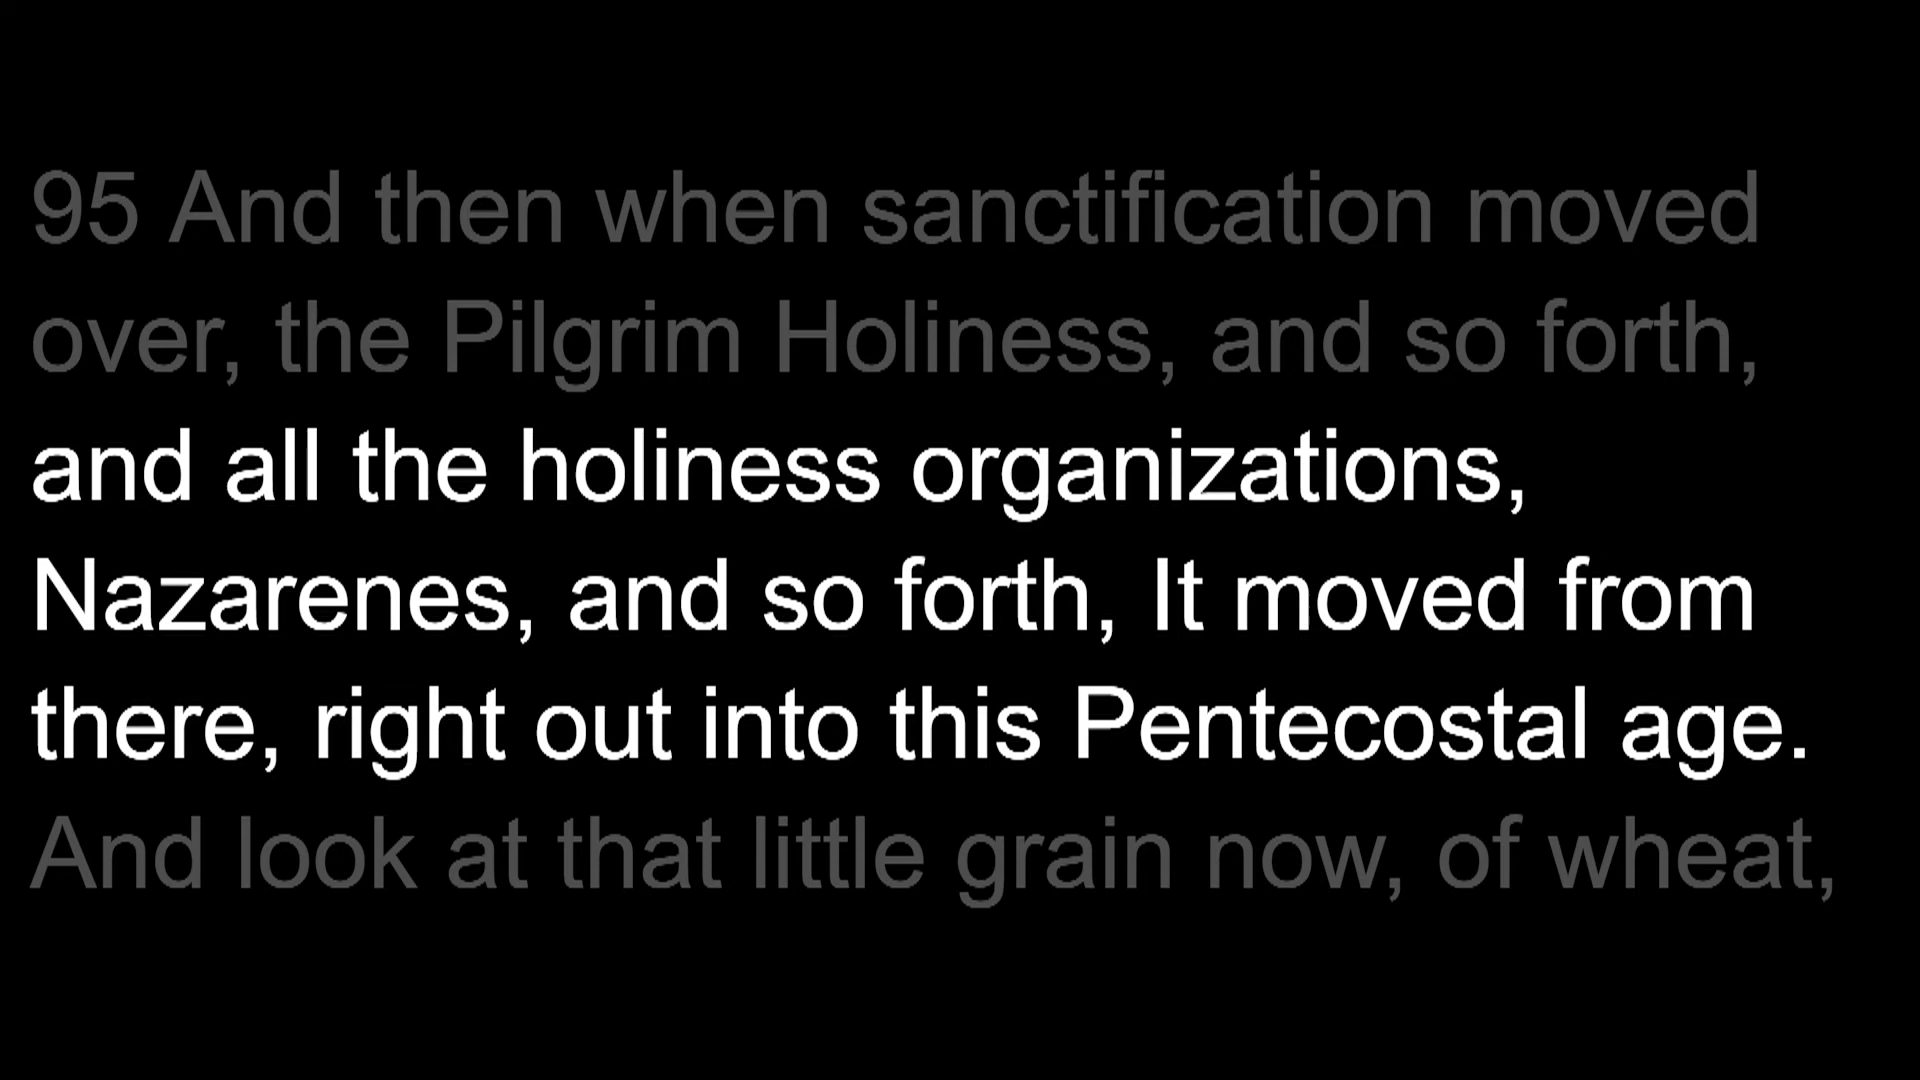 95 And then when sanctification moved
over, the Pilgrim Holiness, and so forth,
and all the holiness organizations,
Nazarenes, and so forth, It moved from
there, right out into this Pentecostal age.
And look at that little grain now, of wheat,